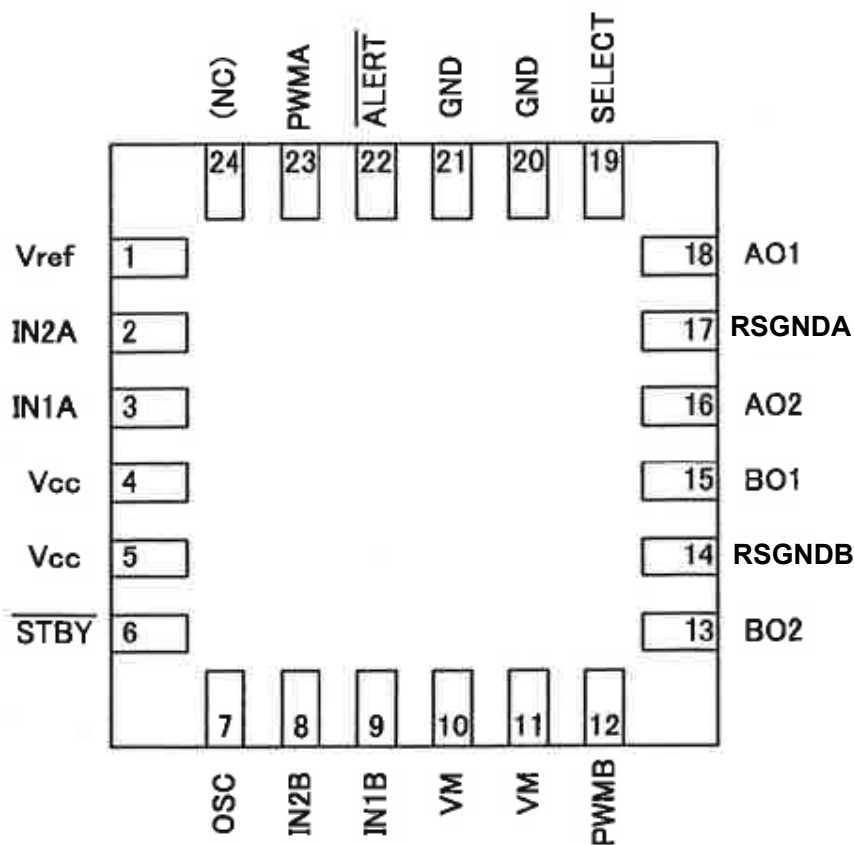 (NC) PWMA A̅L̅E̅R̅T̅ GND GND SELECT
24 23 22 21 20 19
Vref 1 18 AO1
IN2A 2 17 RSGNDA
IN1A 3 16 AO2
Vcc 4 15 BO1
Vcc 5 14 RSGNDB
S̅T̅B̅Y̅ 6 13 BO2
7 8 9 10 11 12
OSC IN2B IN1B VM VM PWMB